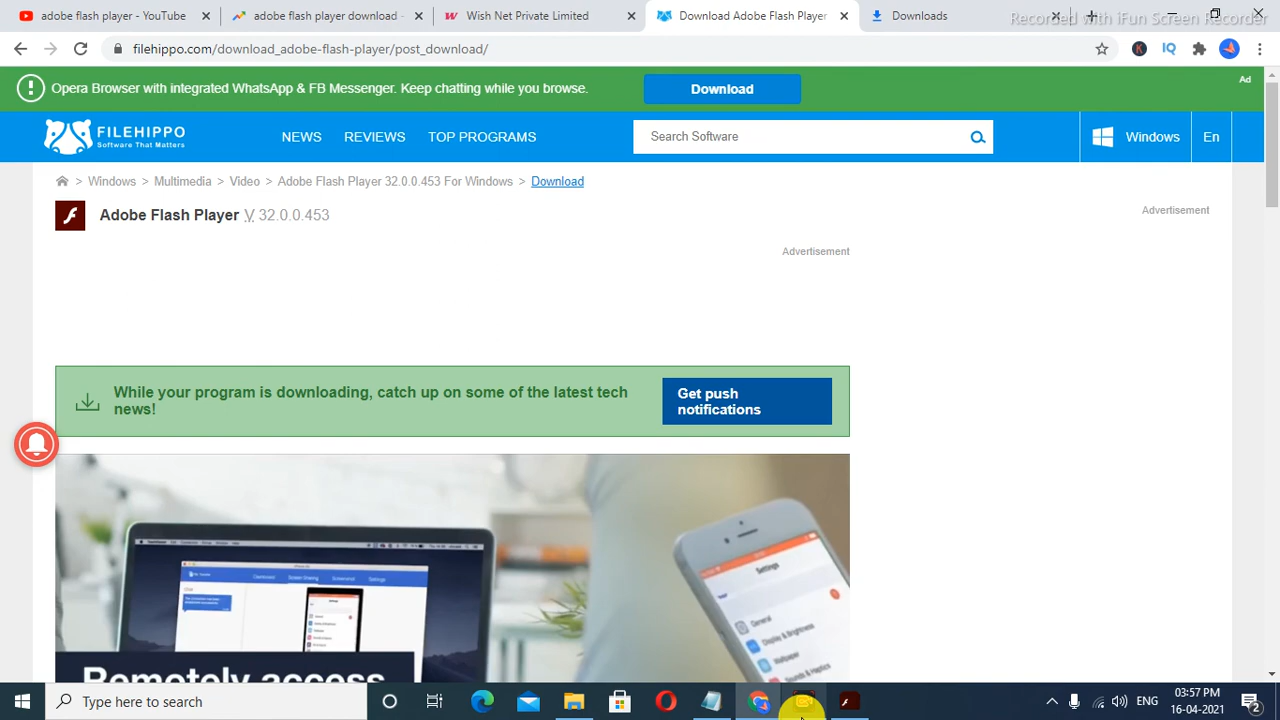 adobe flash player - YouTube
adobe flash player download
Wish Net Private Limited
Download Adobe Flash Player
Downloads
Recorded with iFun Screen Recorder
filehippo.com/download_adobe-flash-player/post_download/
Opera Browser with integrated WhatsApp & FB Messenger. Keep chatting while you browse.
Download
Ad
FILEHIPPO
Software That Matters
NEWS
REVIEWS
TOP PROGRAMS
Search Software
Windows
En
> Windows > Multimedia > Video > Adobe Flash Player 32.0.0.453 For Windows > Download
Adobe Flash Player V 32.0.0.453
Advertisement
Advertisement
While your program is downloading, catch up on some of the latest tech
news!
Get push
notifications
Settings
Remotely access
Type here to search
ENG
03:57 PM
16-04-2021
2